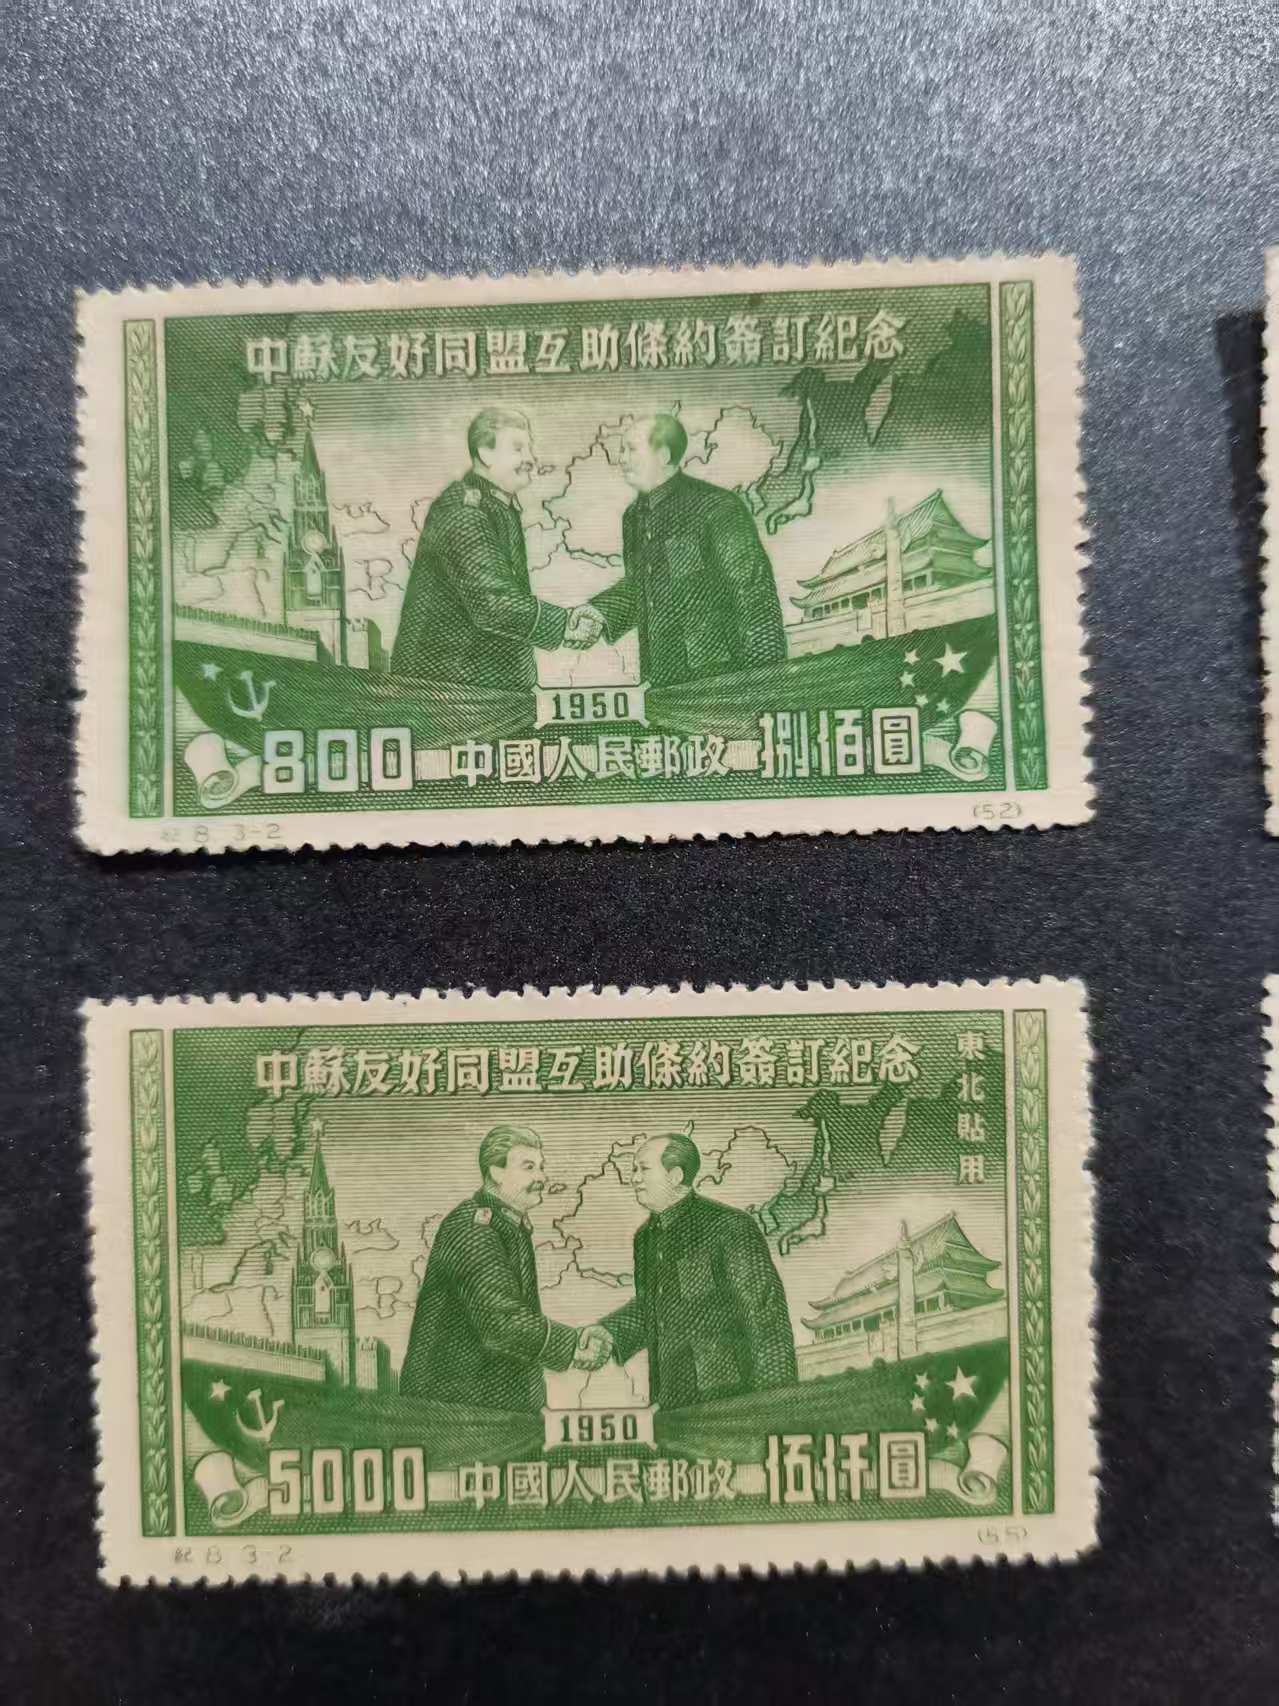 中蘇友好同盟互助條約簽訂紀念
1950
800 中國人民郵政 捌佰圓
紀 8 3-2 (52)
中蘇友好同盟互助條約簽訂紀念
東北貼用
1950
5000 中國人民郵政 伍仟圓
紀 8 3-2 (55)